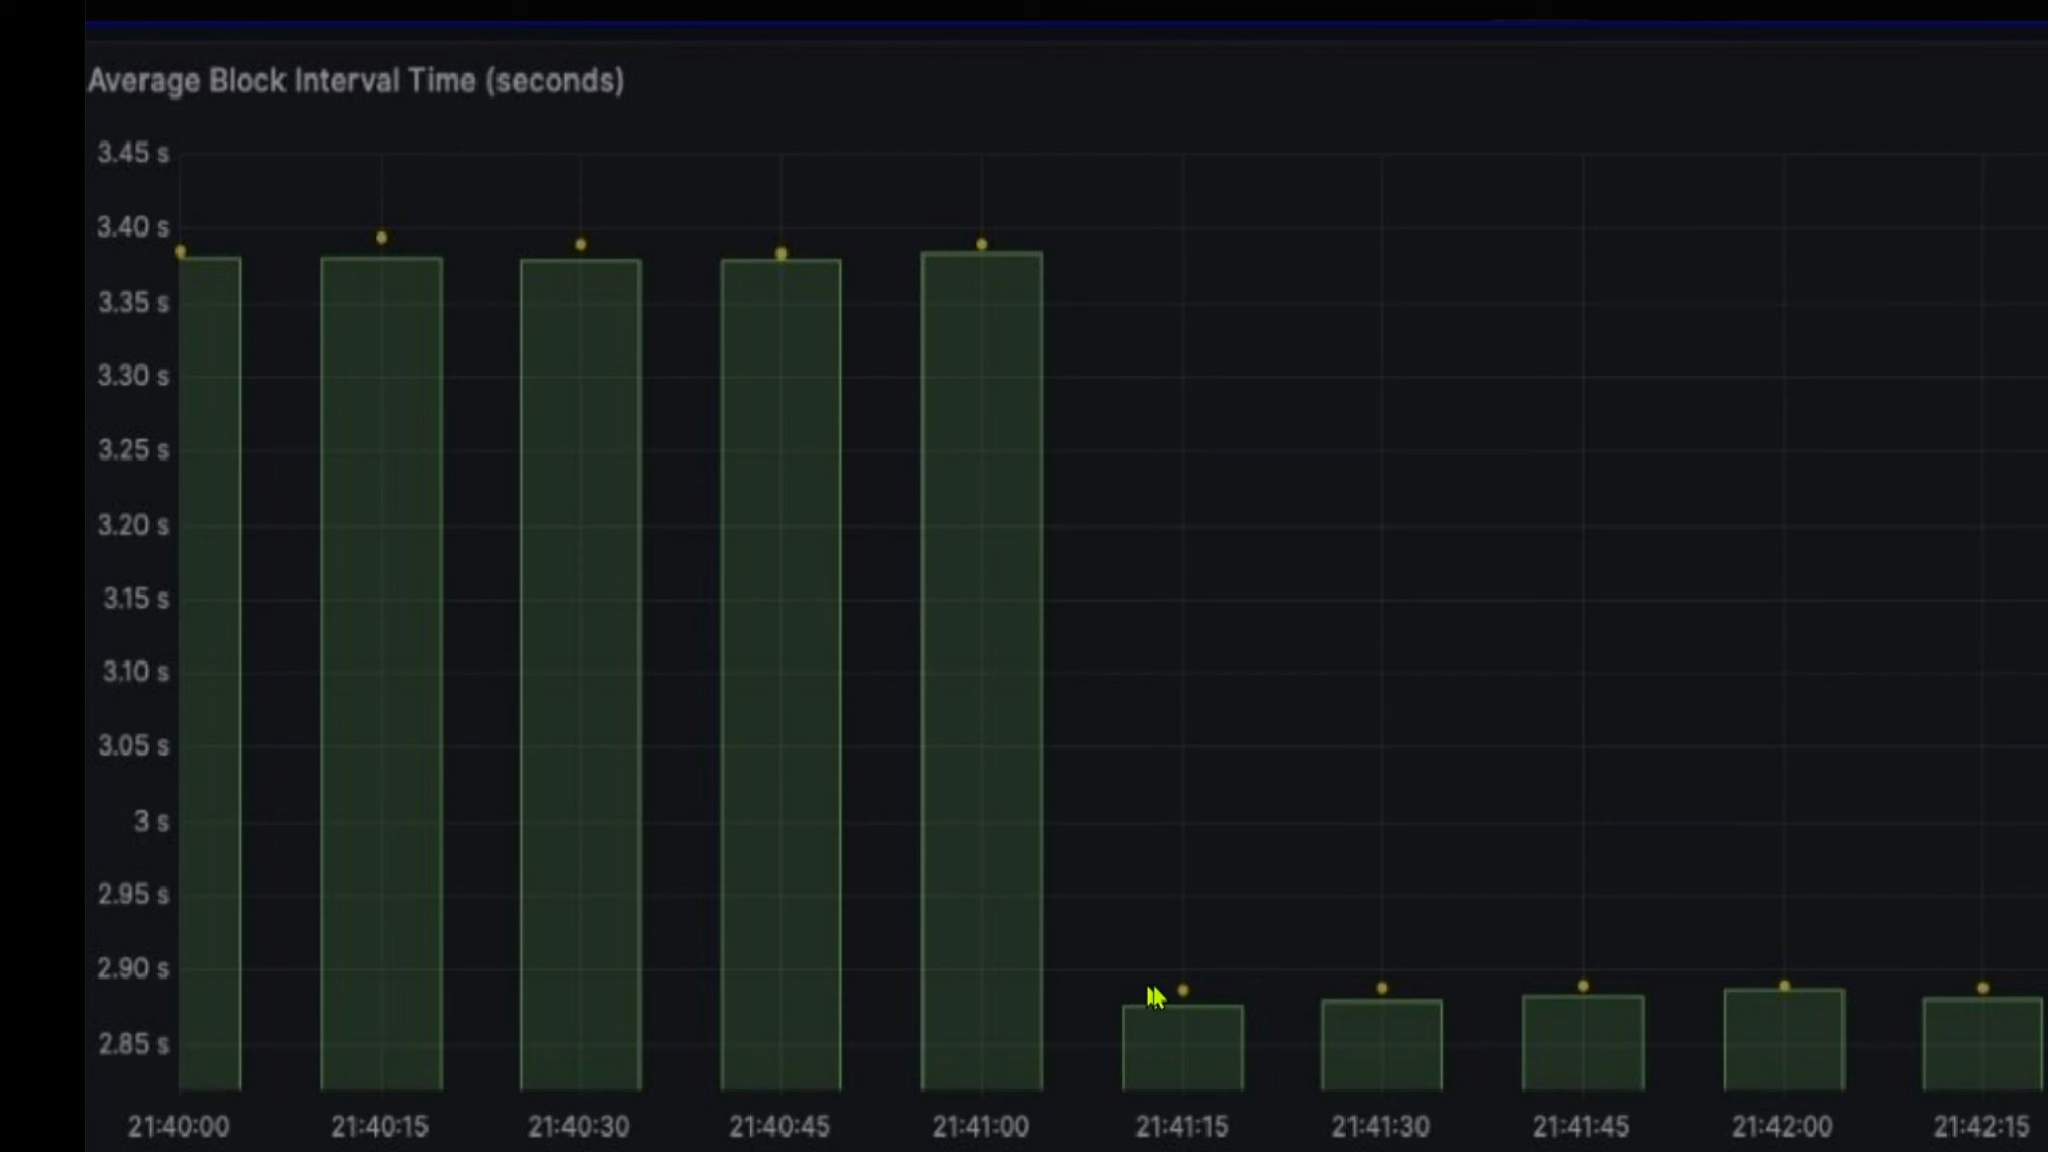 Average Block Interval Time (seconds)
3.45 s
3.40 s
3.35 s
3.30 s
3.25 s
3.20 s
3.15 s
3.10 s
3.05 s
3 s
2.95 s
2.90 s
2.85 s
21:40:00 21:40:15 21:40:30 21:40:45 21:41:00 21:41:15 21:41:30 21:41:45 21:42:00 21:42:15